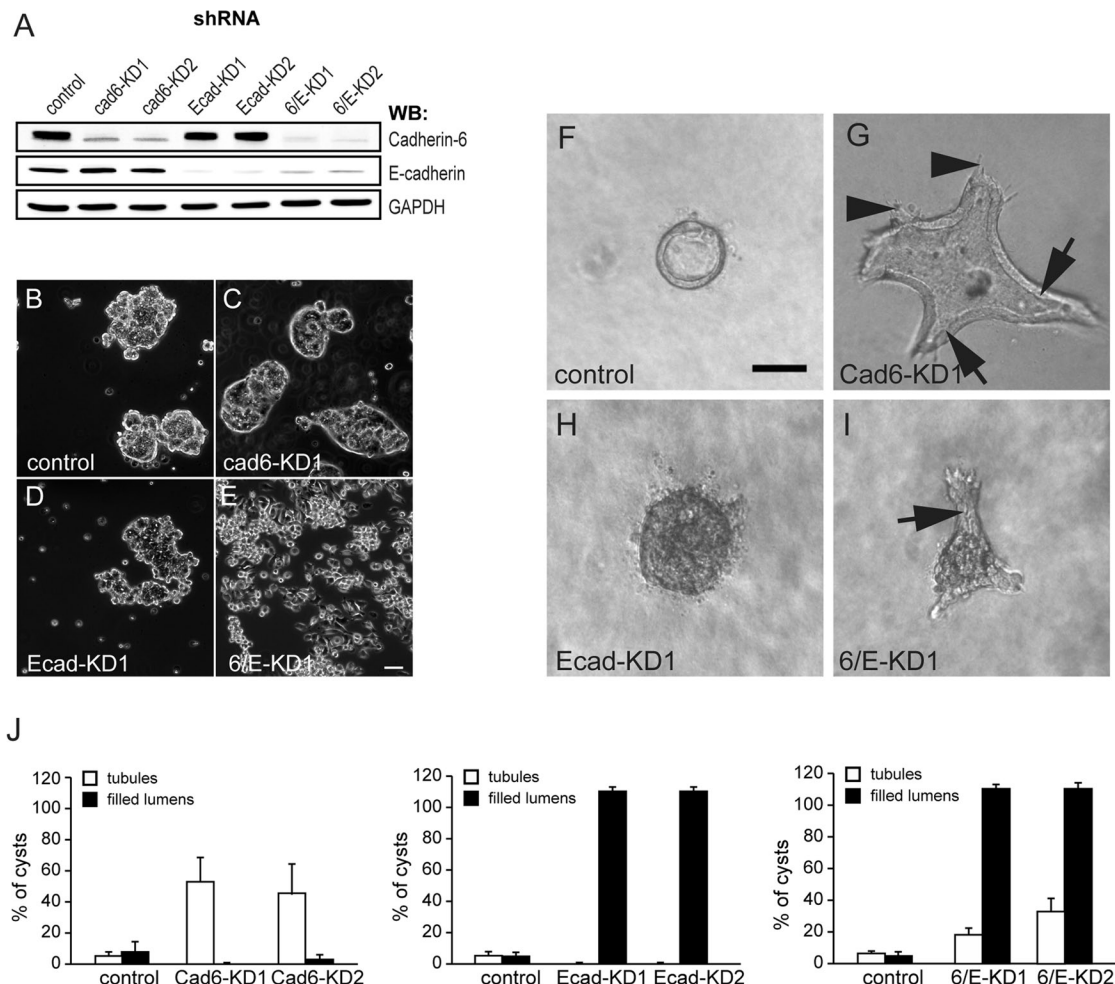 A
shRNA
control cad6-KD1 cad6-KD2 Ecad-KD1 Ecad-KD2 6/E-KD1 6/E-KD2
WB:
Cadherin-6
E-cadherin
GAPDH
B
control
C
cad6-KD1
D
Ecad-KD1
E
6/E-KD1
F
control
G
Cad6-KD1
H
Ecad-KD1
I
6/E-KD1
J
120
100
80
60
40
20
0
% of cysts
tubules
filled lumens
control Cad6-KD1 Cad6-KD2
120
100
80
60
40
20
0
% of cysts
tubules
filled lumens
control Ecad-KD1 Ecad-KD2
120
100
80
60
40
20
0
% of cysts
tubules
filled lumens
control 6/E-KD1 6/E-KD2